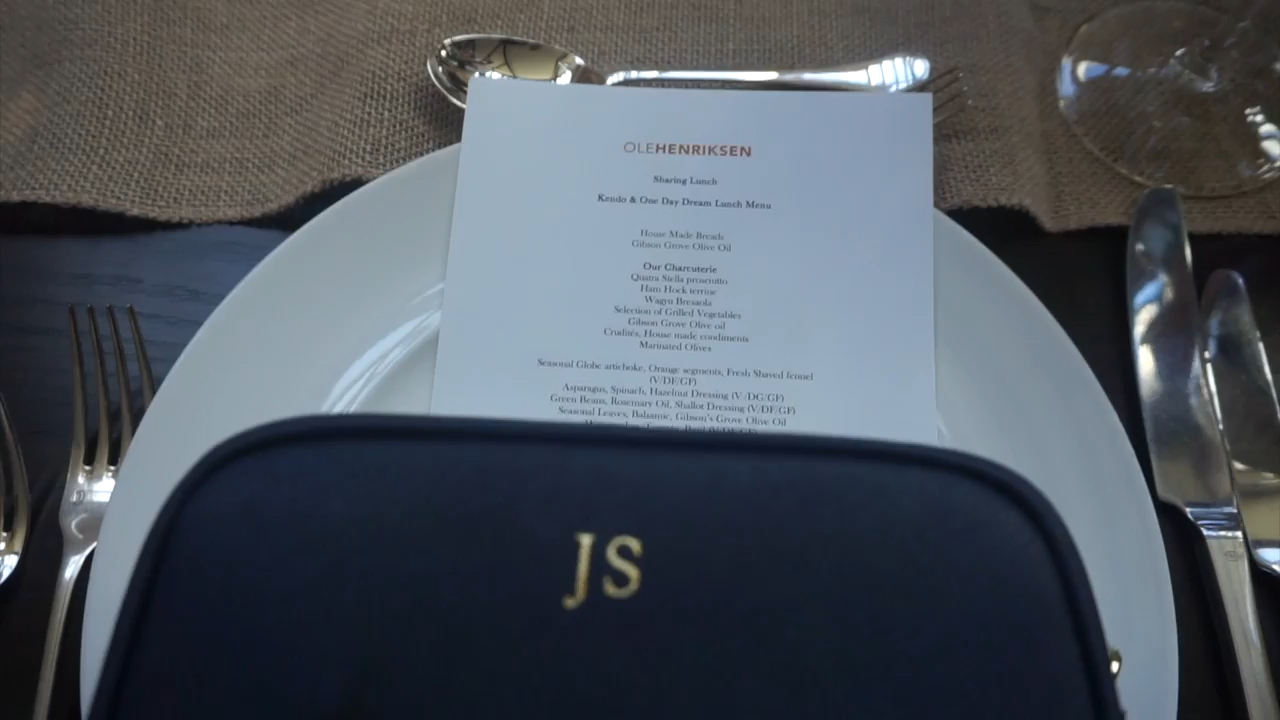 OLEHENRIKSEN
Sharing Lunch
Kendo & One Day Dream Lunch Menu
House Made Breads
Gibson Grove Olive Oil
Our Charcuterie
Quatra Stella prosciutto
Ham Hock terrine
Wagyu Bresaola
Selection of Grilled Vegetables
Gibson Grove Olive oil
Crudités, House made condiments
Marinated Olives
Seasonal Globe artichoke, Orange segments, Fresh Shaved fennel
(V/DF/GF)
Asparagus, Spinach, Hazelnut Dressing (V /DG/GF)
Green Beans, Rosemary Oil, Shallot Dressing (V/DF/GF)
Seasonal Leaves, Balsamic, Gibson's Grove Olive Oil
JS